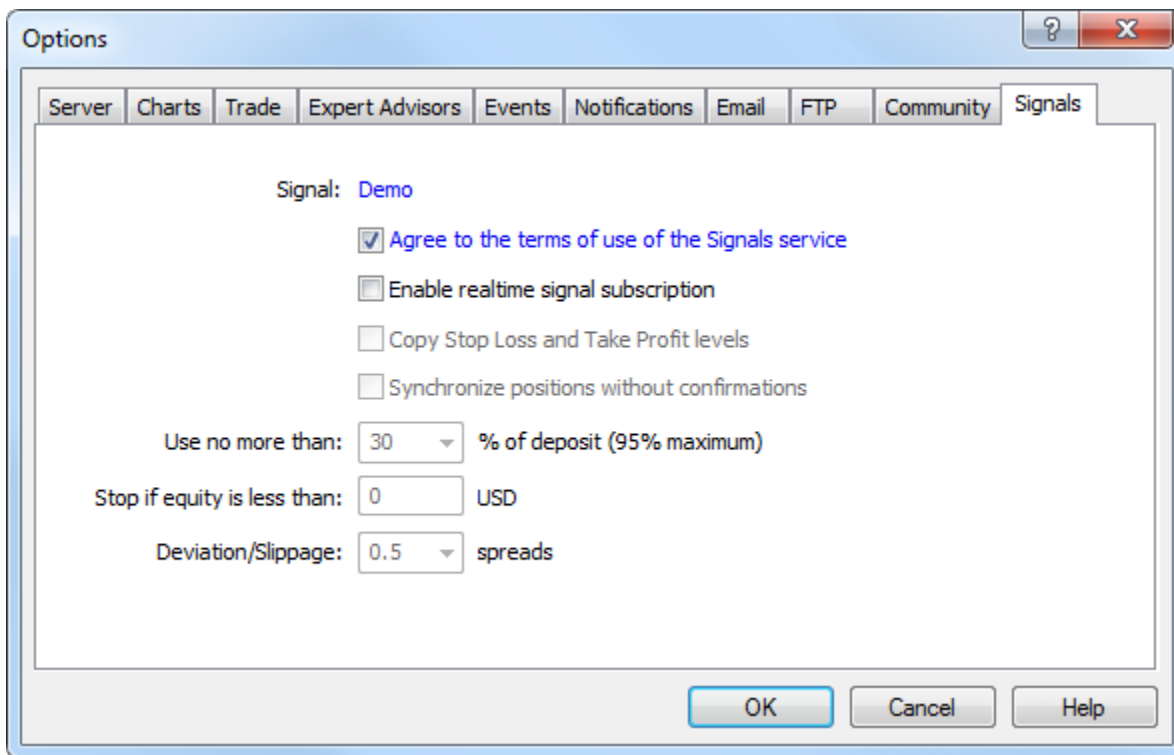 Options
Server Charts Trade Expert Advisors Events Notifications Email FTP Community Signals
Signal: Demo
Agree to the terms of use of the Signals service
Enable realtime signal subscription
Copy Stop Loss and Take Profit levels
Synchronize positions without confirmations
Use no more than: 30 % of deposit (95% maximum)
Stop if equity is less than: 0 USD
Deviation/Slippage: 0.5 spreads
OK Cancel Help